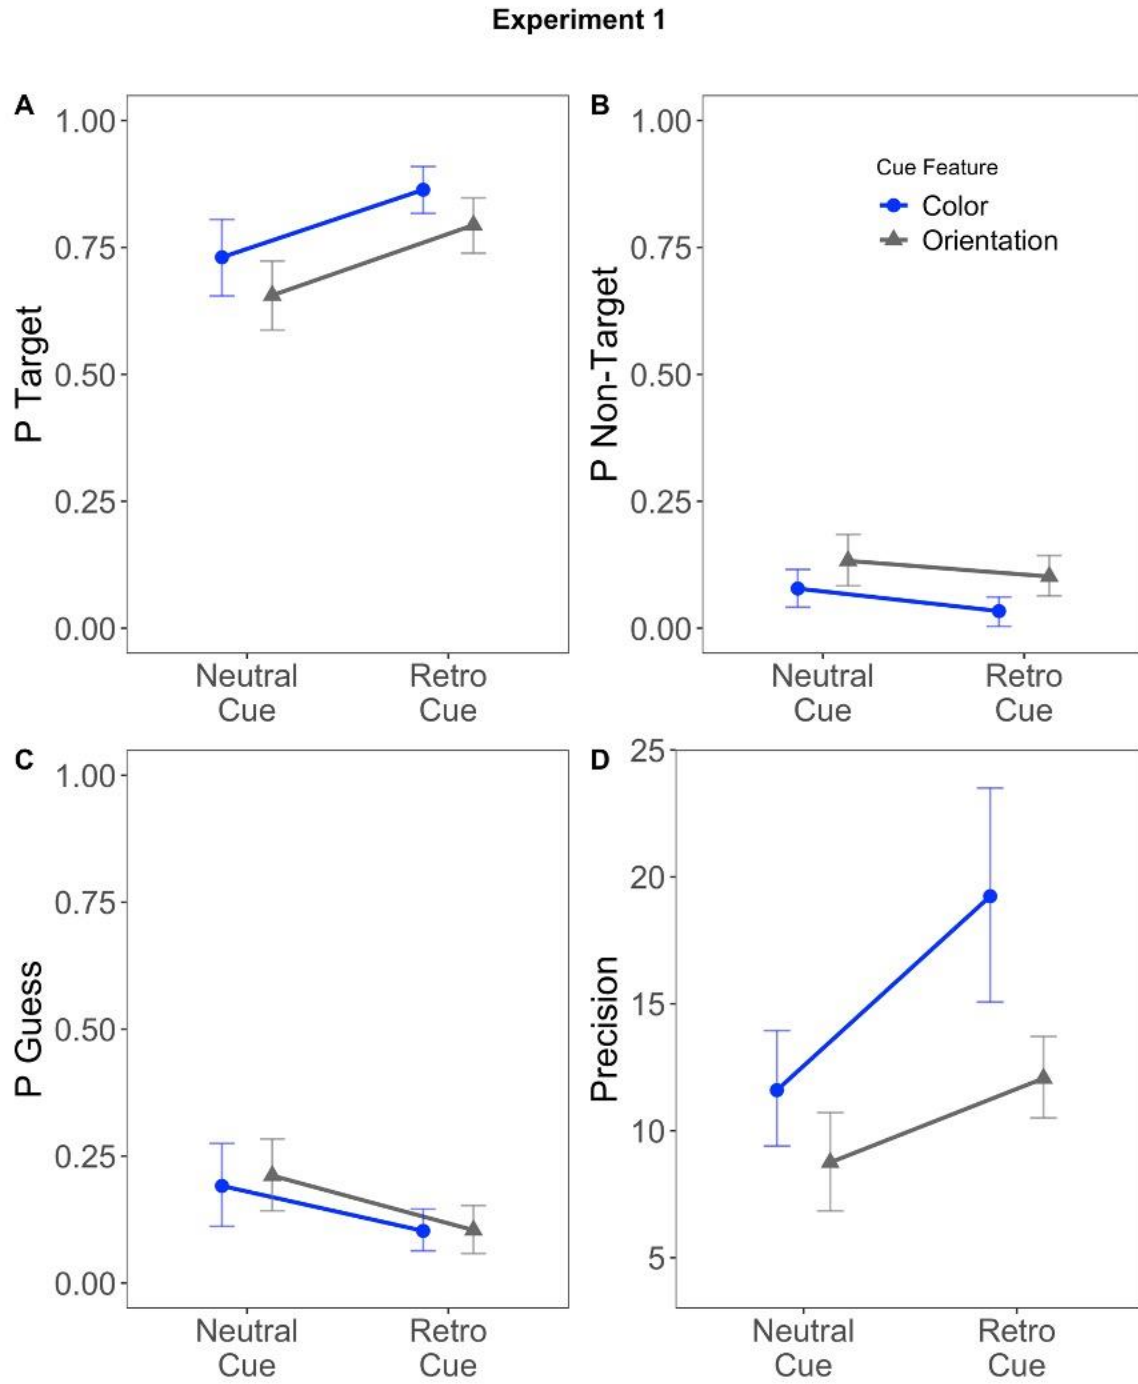 Experiment 1
A
P Target
1.00
0.75
0.50
0.25
0.00
Neutral
Cue
Retro
Cue
B
P Non-Target
1.00
0.75
0.50
0.25
0.00
Cue Feature
Color
Orientation
Neutral
Cue
Retro
Cue
C
P Guess
1.00
0.75
0.50
0.25
0.00
Neutral
Cue
Retro
Cue
D
Precision
25
20
15
10
5
Neutral
Cue
Retro
Cue